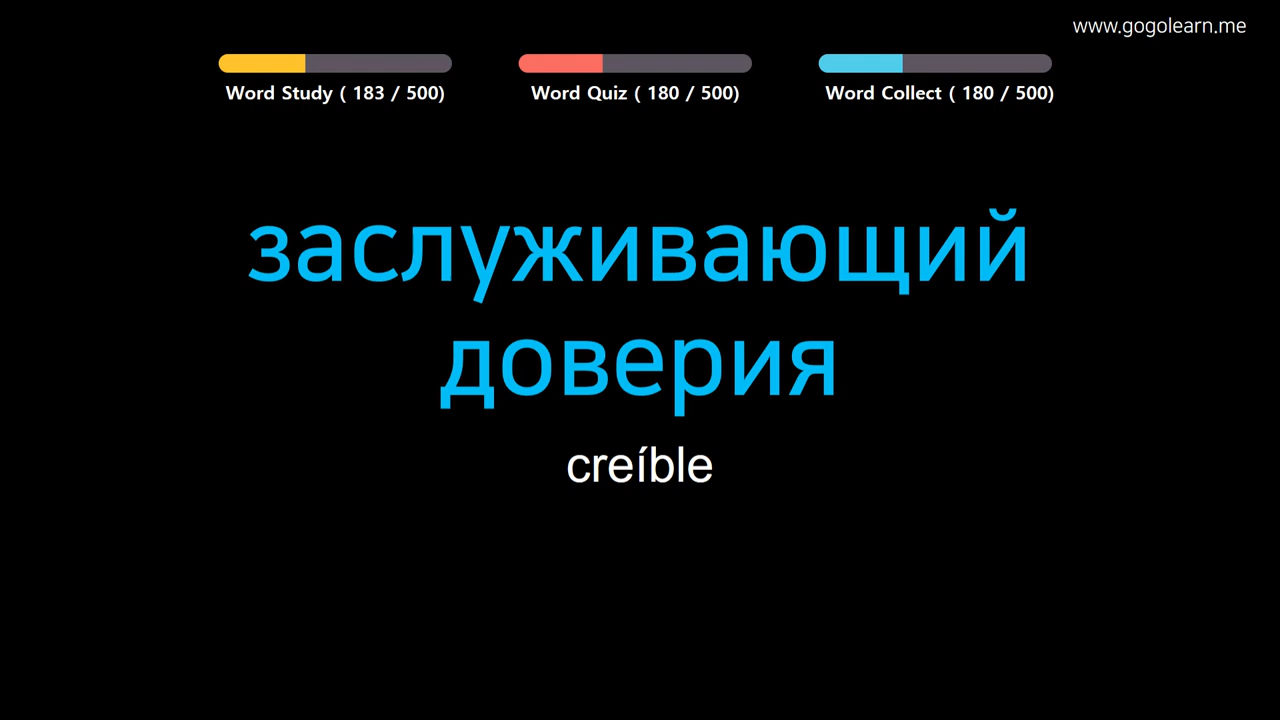 www.gogolearn.me
Word Study ( 183 / 500)
Word Quiz ( 180 / 500)
Word Collect ( 180 / 500)
заслуживающий
доверия
creíble